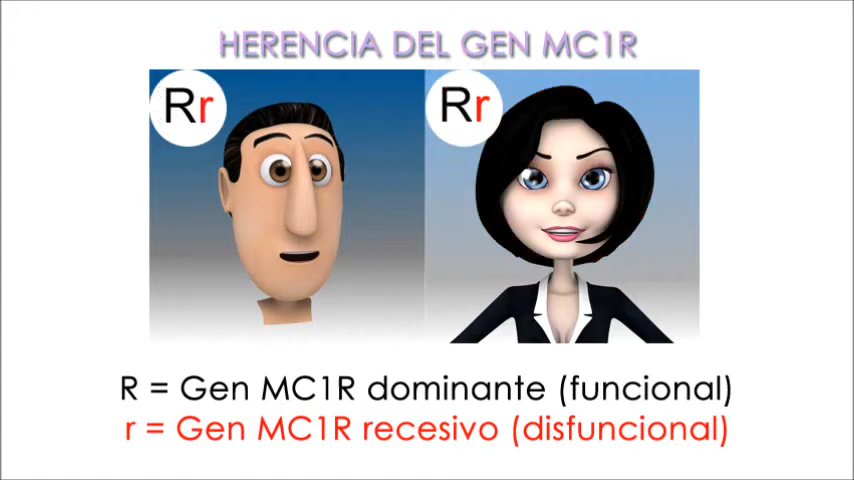 HERENCIA DEL GEN MC1R
Rr
Rr
R = Gen MC1R dominante (funcional)
r = Gen MC1R recesivo (disfuncional)